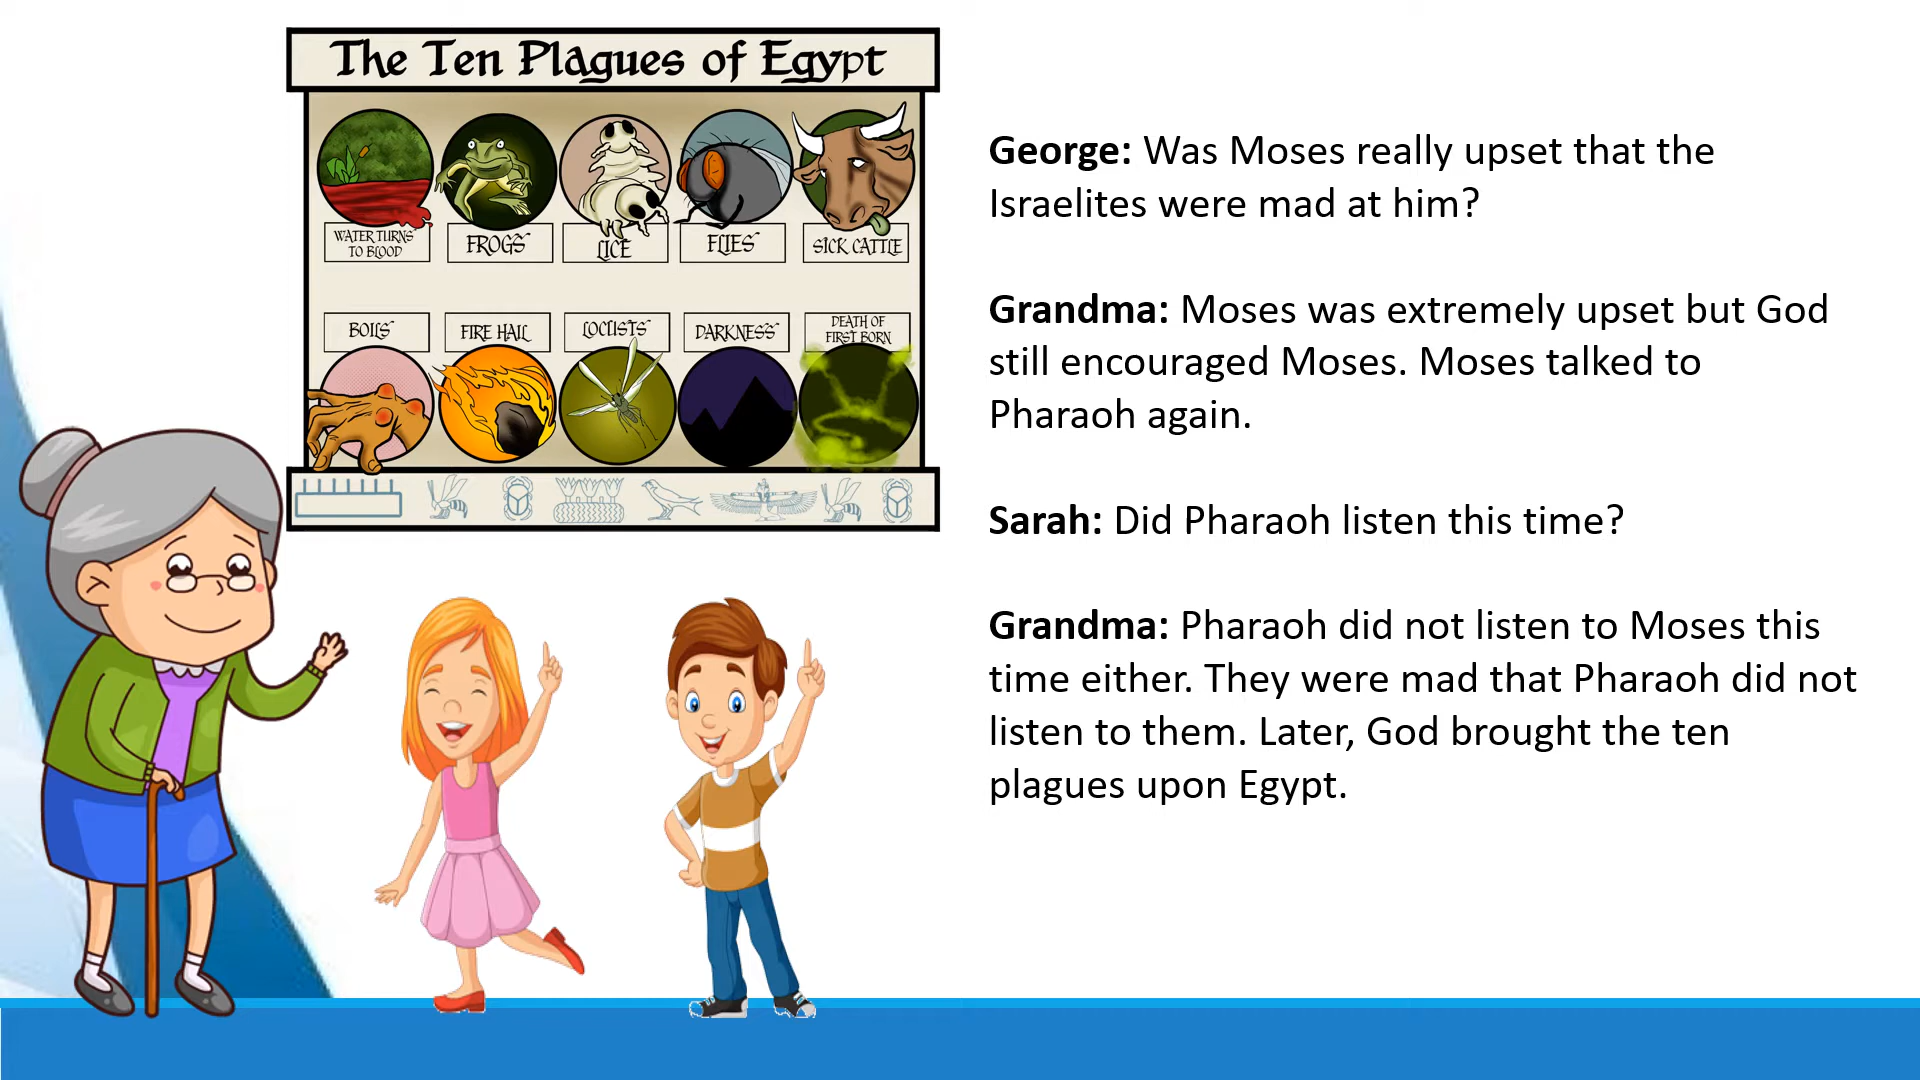 The Ten Plagues of Egypt
WATER TURNS
TO BLOOD
FROGS
LICE
FLIES
SICK CATTLE
BOILS
FIRE HAIL
LOCUSTS
DARKNESS
DEATH OF
FIRST BORN
George: Was Moses really upset that the
Israelites were mad at him?
Grandma: Moses was extremely upset but God
still encouraged Moses. Moses talked to
Pharaoh again.
Sarah: Did Pharaoh listen this time?
Grandma: Pharaoh did not listen to Moses this
time either. They were mad that Pharaoh did not
listen to them. Later, God brought the ten
plagues upon Egypt.